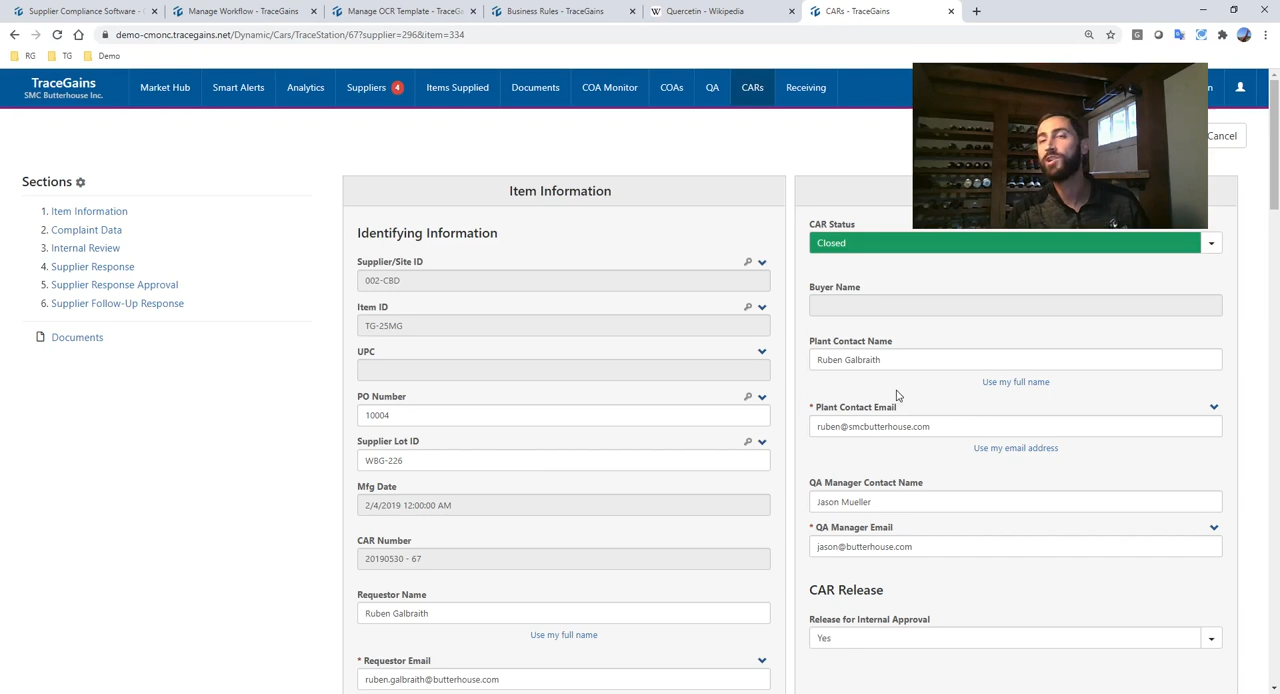 Supplier Compliance Software -
Manage Workflow - TraceGains
Manage OCR Template - TraceGa
Business Rules - TraceGains
Quercetin - Wikipedia
CARs - TraceGains
demo-cmonc.tracegains.net/Dynamic/Cars/TraceStation/67?supplier=296&item=334
RG
TG
Demo
TraceGains
SMC Butterhouse Inc.
Market Hub
Smart Alerts
Analytics
Suppliers 4
Items Supplied
Documents
COA Monitor
COAs
QA
CARs
Receiving
Cancel
Sections
1. Item Information
2. Complaint Data
3. Internal Review
4. Supplier Response
5. Supplier Response Approval
6. Supplier Follow-Up Response
Documents
Item Information
Identifying Information
Supplier/Site ID
002-CBD
Item ID
TG-25MG
UPC
PO Number
10004
Supplier Lot ID
WBG-226
Mfg Date
2/4/2019 12:00:00 AM
CAR Number
20190530 - 67
Requestor Name
Ruben Galbraith
Use my full name
* Requestor Email
ruben.galbraith@butterhouse.com
CAR Status
Closed
Buyer Name
Plant Contact Name
Ruben Galbraith
Use my full name
* Plant Contact Email
ruben@smcbutterhouse.com
Use my email address
QA Manager Contact Name
Jason Mueller
* QA Manager Email
jason@butterhouse.com
CAR Release
Release for Internal Approval
Yes